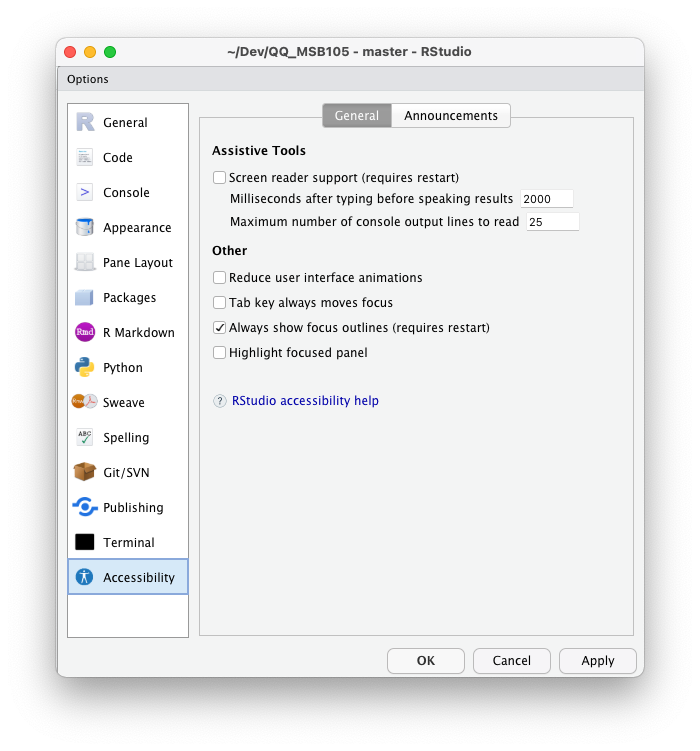 ~/Dev/QQ_MSB105 - master - RStudio
Options
General
Code
Console
Appearance
Pane Layout
Packages
R Markdown
Python
Sweave
Spelling
Git/SVN
Publishing
Terminal
Accessibility
General Announcements
Assistive Tools
Screen reader support (requires restart)
Milliseconds after typing before speaking results 2000
Maximum number of console output lines to read 25
Other
Reduce user interface animations
Tab key always moves focus
Always show focus outlines (requires restart)
Highlight focused panel
? RStudio accessibility help
OK Cancel Apply